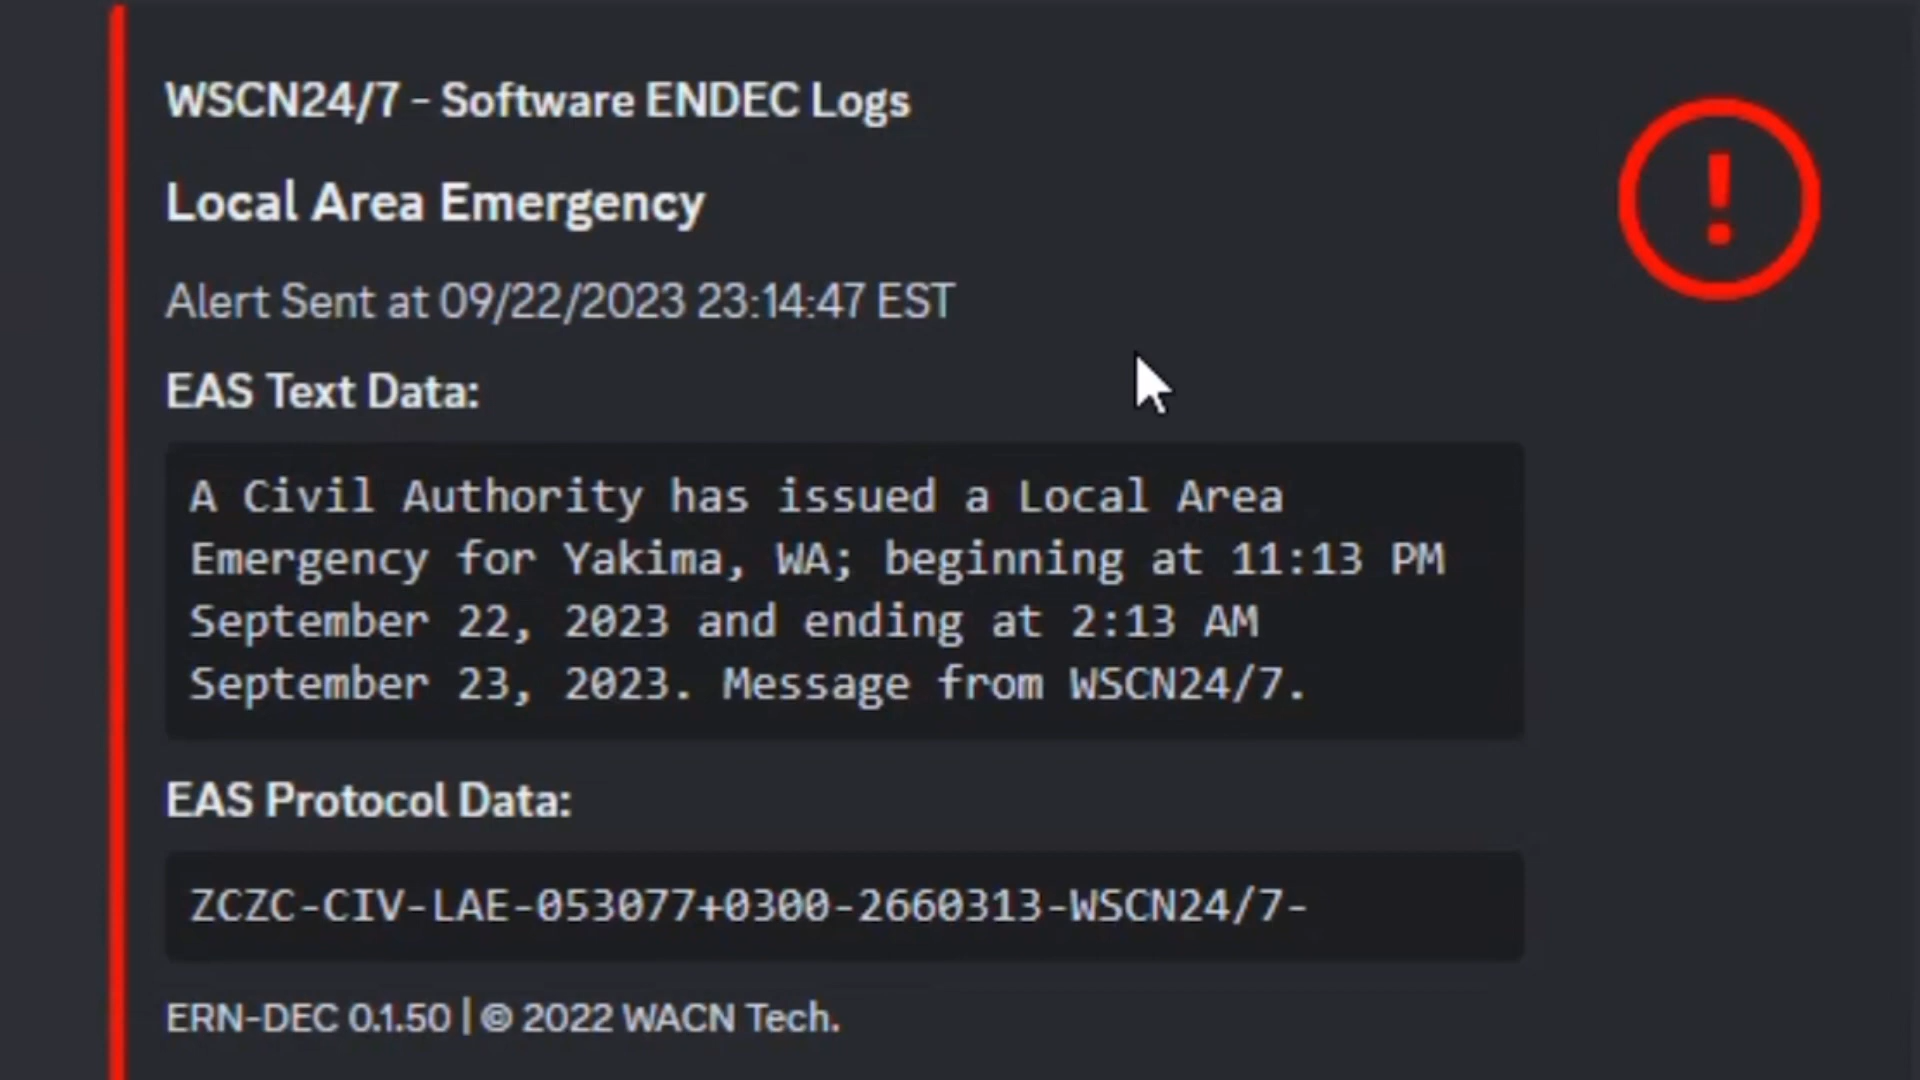 WSCN24/7 - Software ENDEC Logs
Local Area Emergency
Alert Sent at 09/22/2023 23:14:47 EST
EAS Text Data:
A Civil Authority has issued a Local Area
Emergency for Yakima, WA; beginning at 11:13 PM
September 22, 2023 and ending at 2:13 AM
September 23, 2023. Message from WSCN24/7.
EAS Protocol Data:
ZCZC-CIV-LAE-053077+0300-2660313-WSCN24/7-
ERN-DEC 0.1.50 | © 2022 WACN Tech.